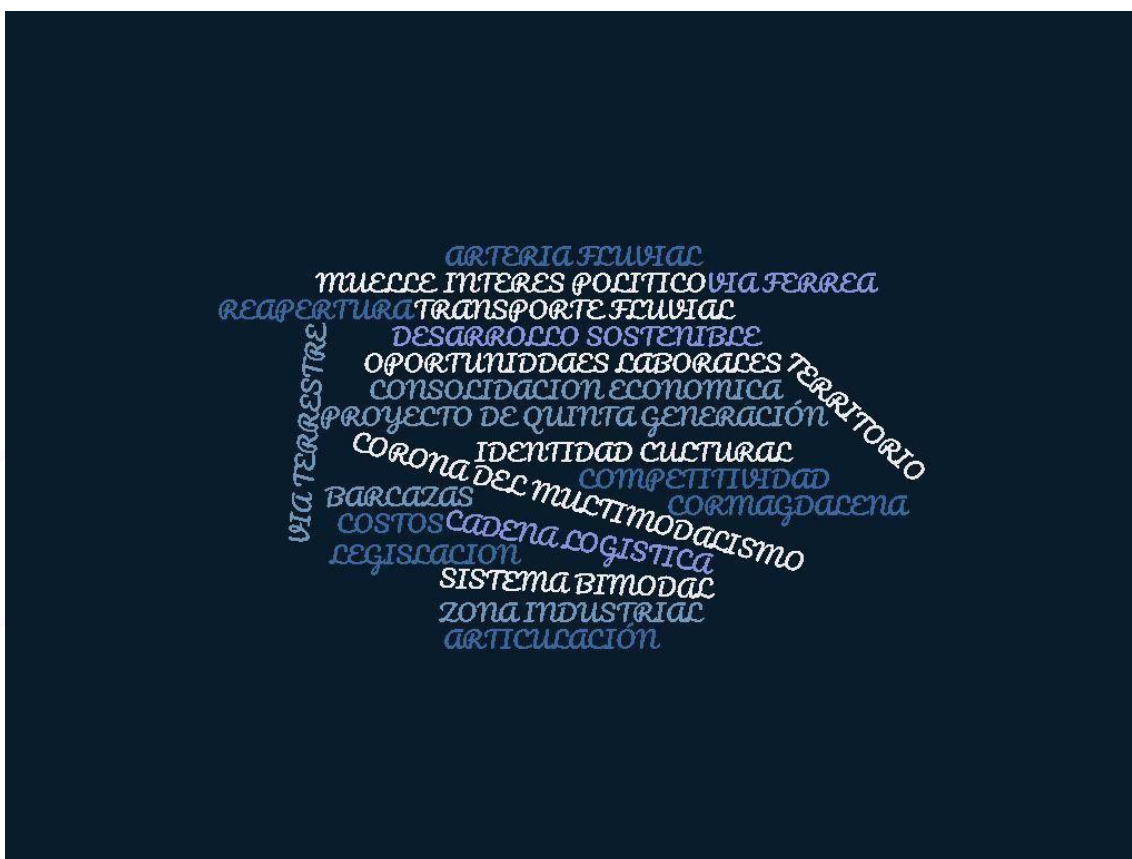 ARTERIA FLUVIAL
MUELLE INTERES POLITICO VIA FERREA
REAPERTURA TRANSPORTE FLUVIAL
DESARROLLO SOSTENIBLE
OPORTUNIDDAES LABORALES
TERRITORIO
CONSOLIDACION ECONOMICA
VIA TERRESTRE
PROYECTO DE QUINTA GENERACIÓN
IDENTIDAD CULTURAL
CORONA DEL MULTIMODALISMO
COMPETITIVIDAD
BARCAZAS
CORMAGDALENA
COSTOS
CADENA LOGISTICA
LEGISLACION
SISTEMA BIMODAL
ZONA INDUSTRIAL
ARTICULACIÓN